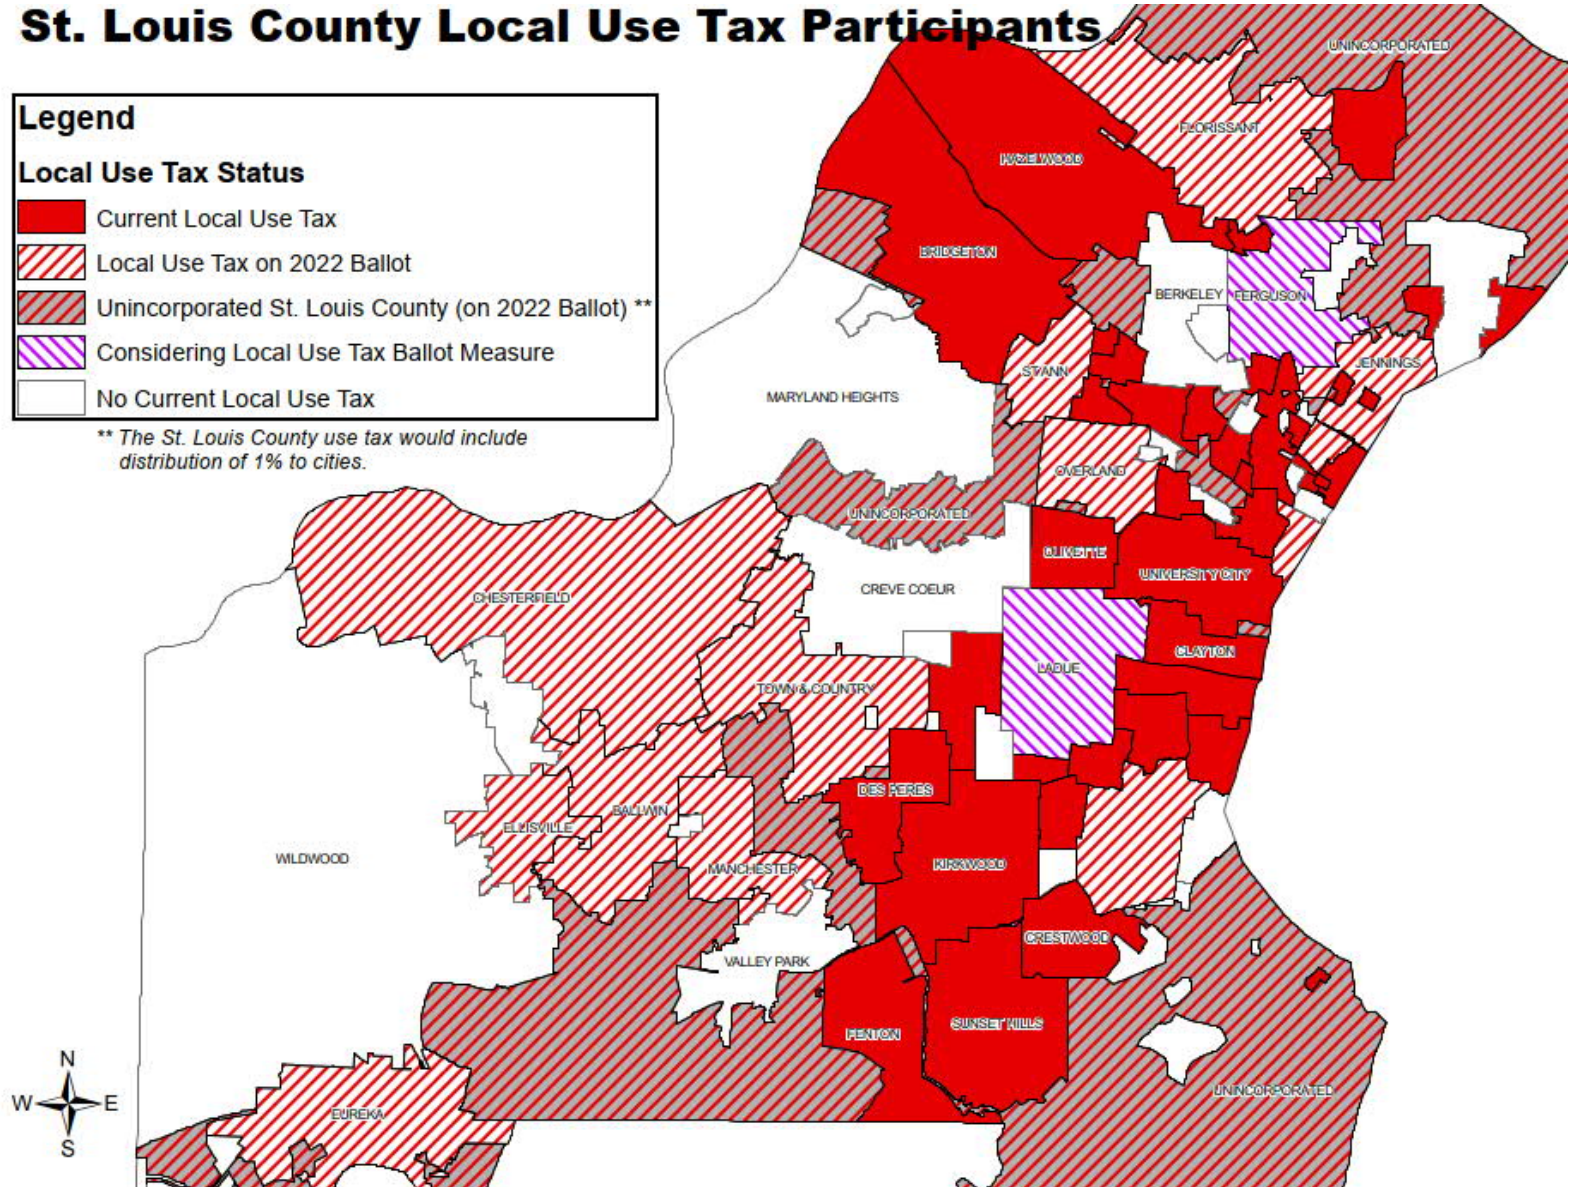 St. Louis County Local Use Tax Participants
Legend
Local Use Tax Status
Current Local Use Tax
Local Use Tax on 2022 Ballot
Unincorporated St. Louis County (on 2022 Ballot) **
Considering Local Use Tax Ballot Measure
No Current Local Use Tax
** The St. Louis County use tax would include
distribution of 1% to cities.
UNINCORPORATED
FLORISSANT
HAZELWOOD
BRIDGETON
BERKELEY
FERGUSON
JENNINGS
ST ANN
MARYLAND HEIGHTS
OVERLAND
UNINCORPORATED
OLIVETTE
UNIVERSITY CITY
CREVE COEUR
CHESTERFIELD
CLAYTON
LADUE
TOWN & COUNTRY
DES PERES
BALLWIN
ELLISVILLE
WILDWOOD
KIRKWOOD
MANCHESTER
CRESTWOOD
VALLEY PARK
SUNSET HILLS
FENTON
UNINCORPORATED
EUREKA
N
W
E
S